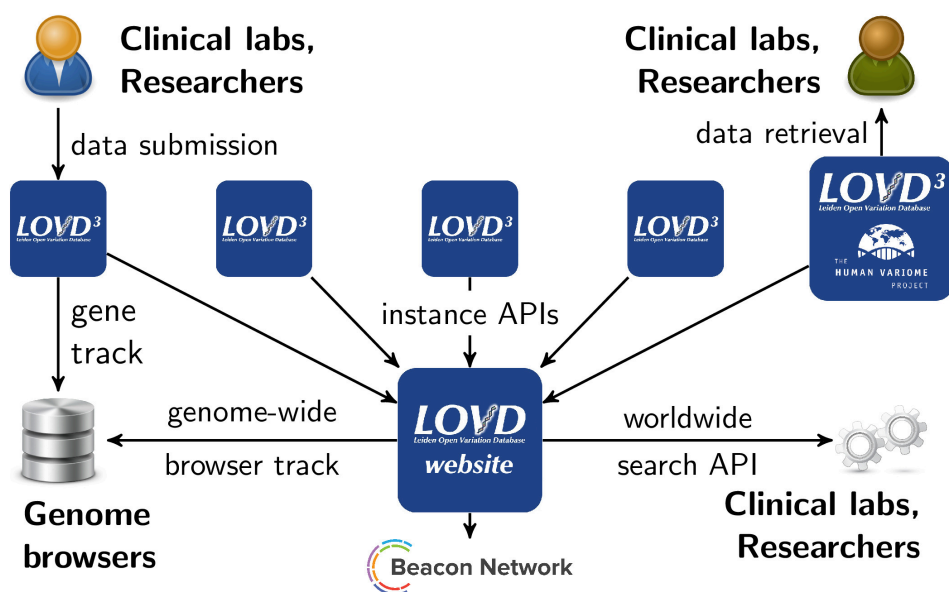 Clinical labs,
Researchers
Clinical labs,
Researchers
data submission
data retrieval
LOVD³
Leiden Open Variation Database
LOVD³
Leiden Open Variation Database
LOVD³
Leiden Open Variation Database
LOVD³
Leiden Open Variation Database
LOVD³
Leiden Open Variation Database
THE
HUMAN VARIOME
PROJECT
gene
track
instance APIs
genome-wide
browser track
LOVD
Leiden Open Variation Database
website
worldwide
search API
Genome
browsers
Clinical labs,
Researchers
Beacon Network